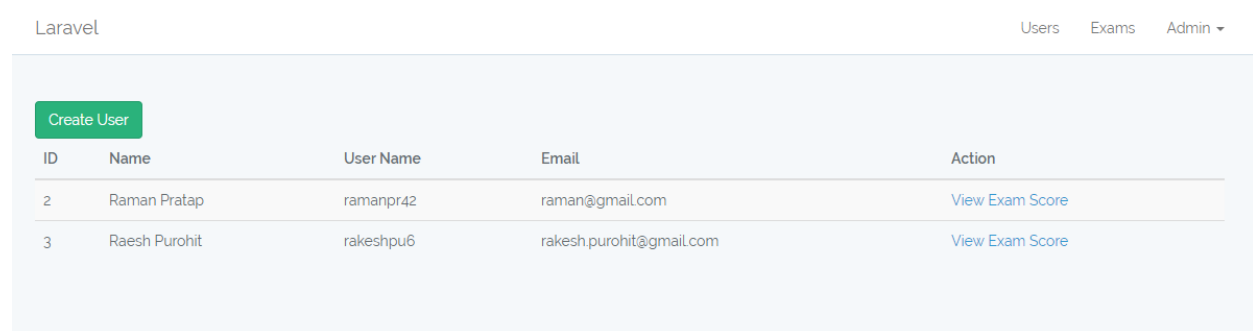 Laravel Users Exams Admin
Create User
ID Name User Name Email Action
2 Raman Pratap ramanpr42 raman@gmail.com View Exam Score
3 Raesh Purohit rakeshpu6 rakesh.purohit@gmail.com View Exam Score